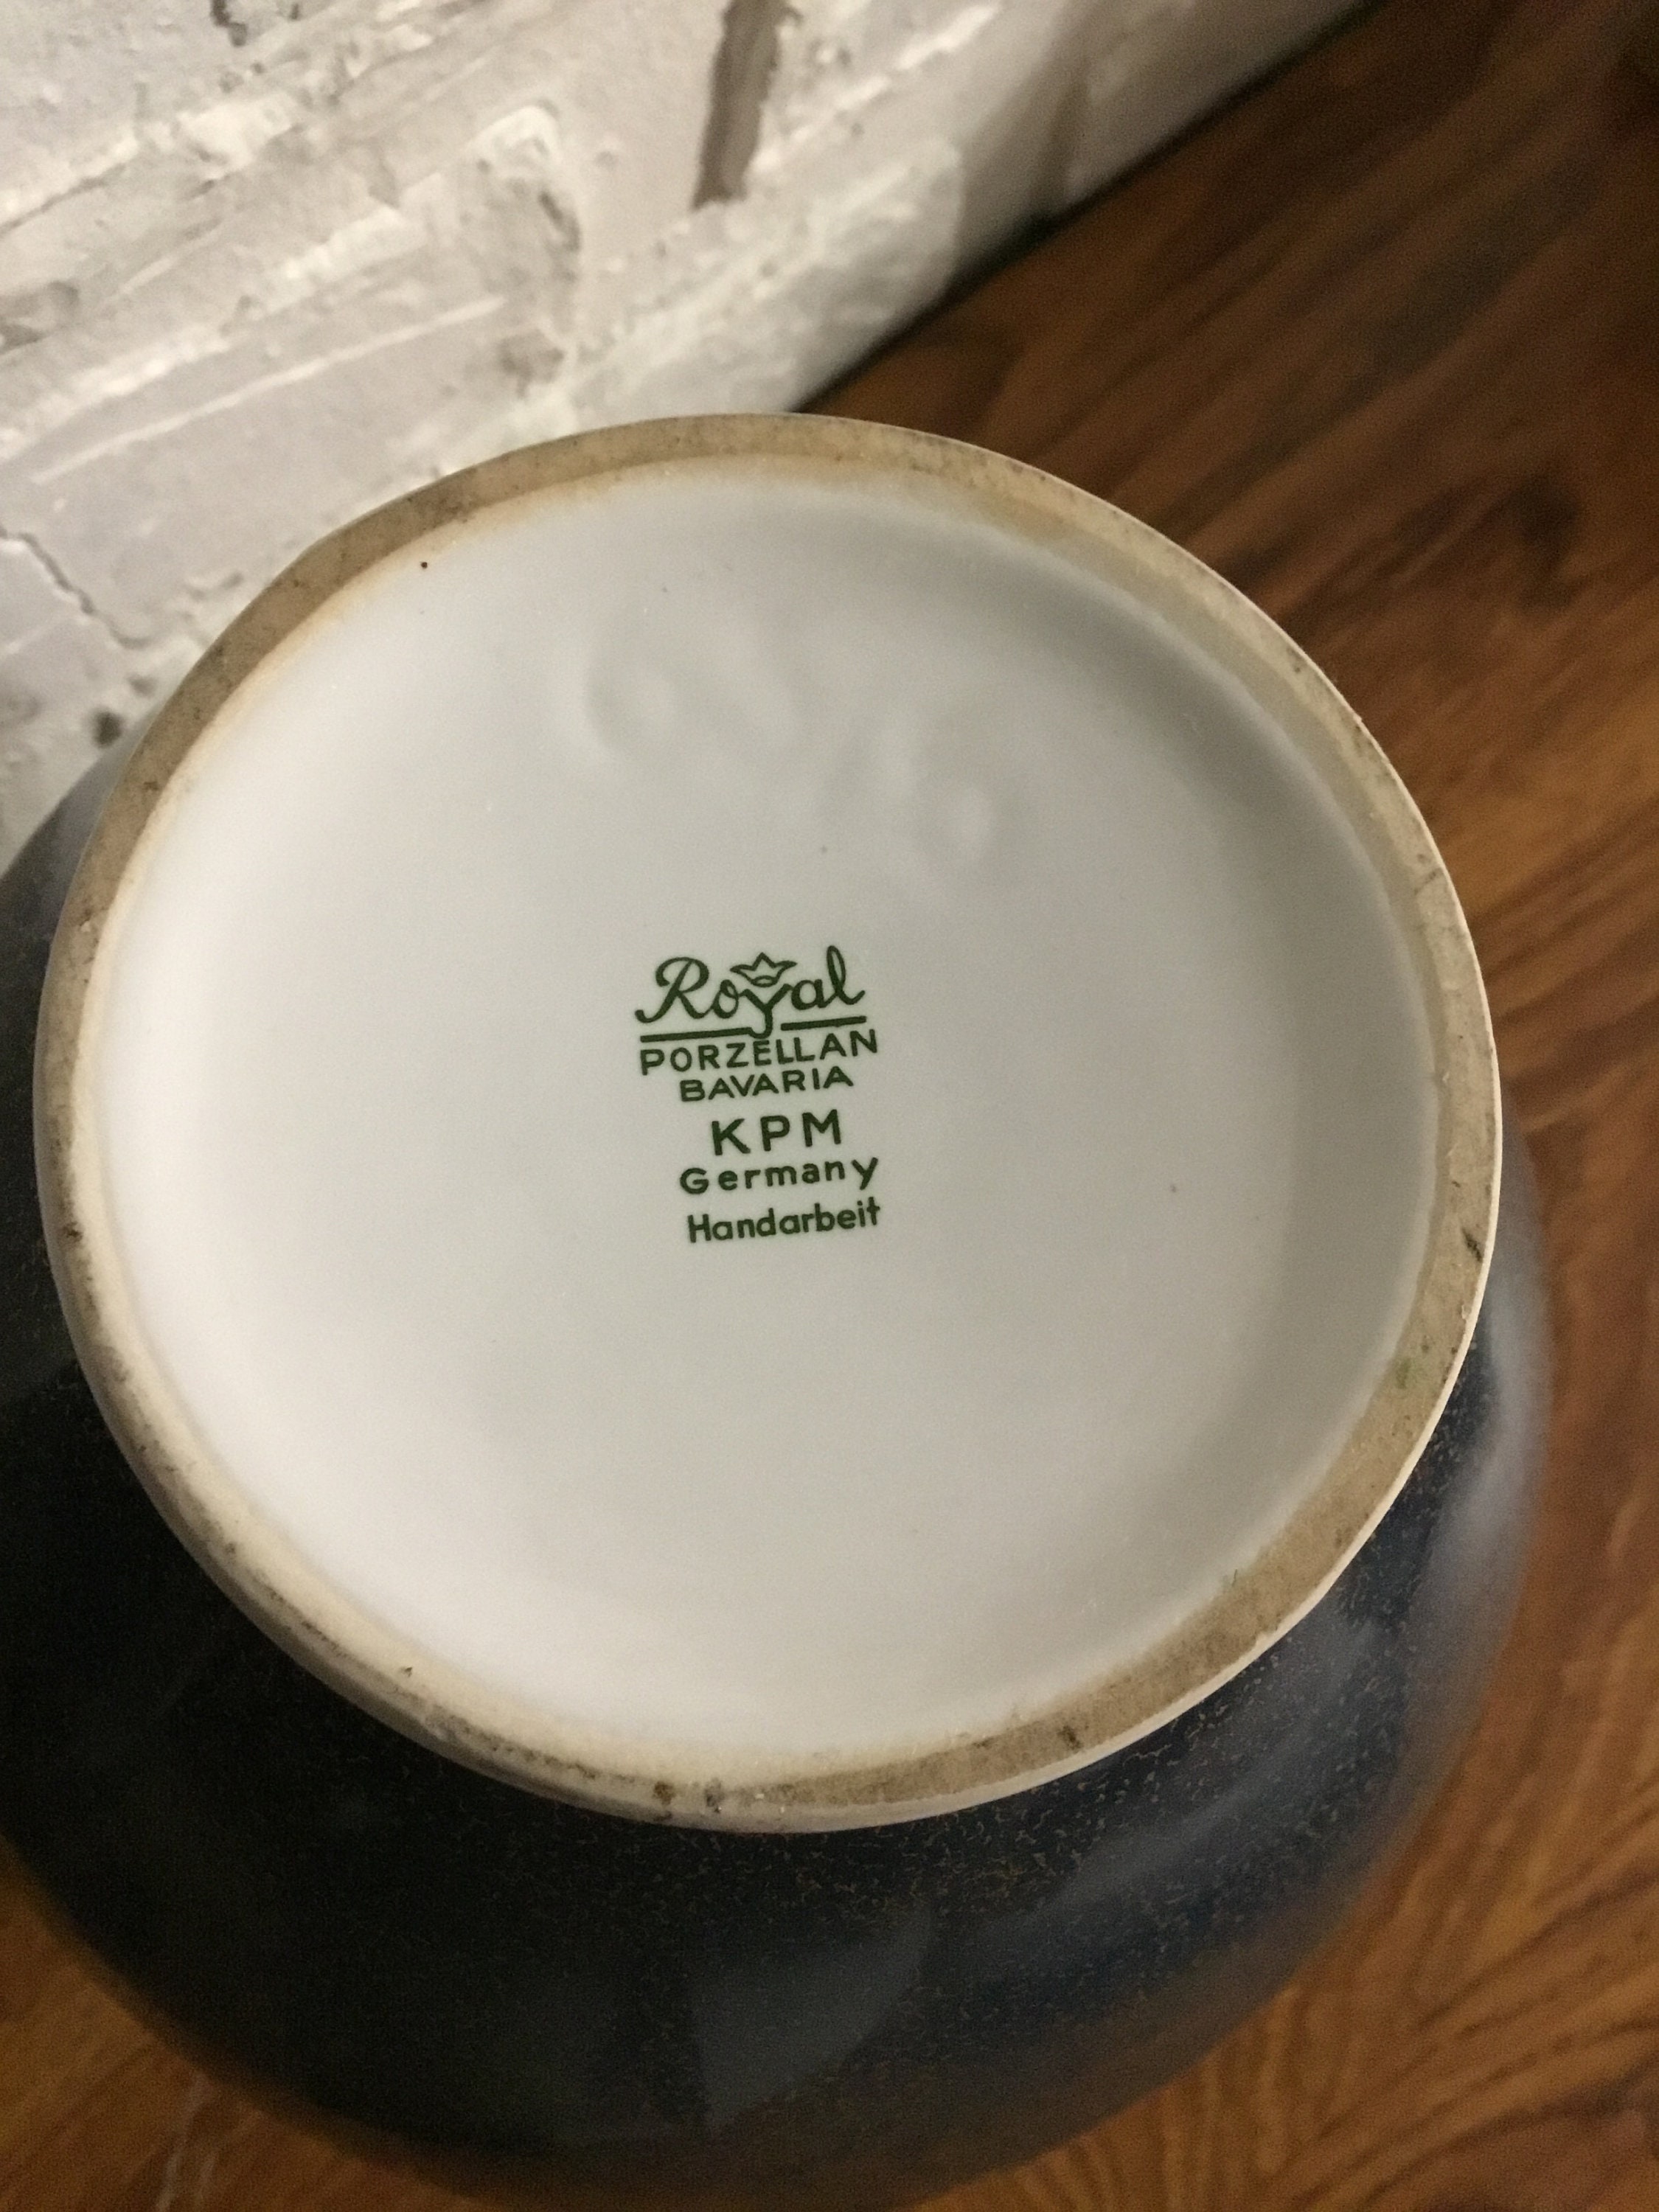 Royal
PORZELLAN
BAVARIA
KPM
Germany
Handarbeit